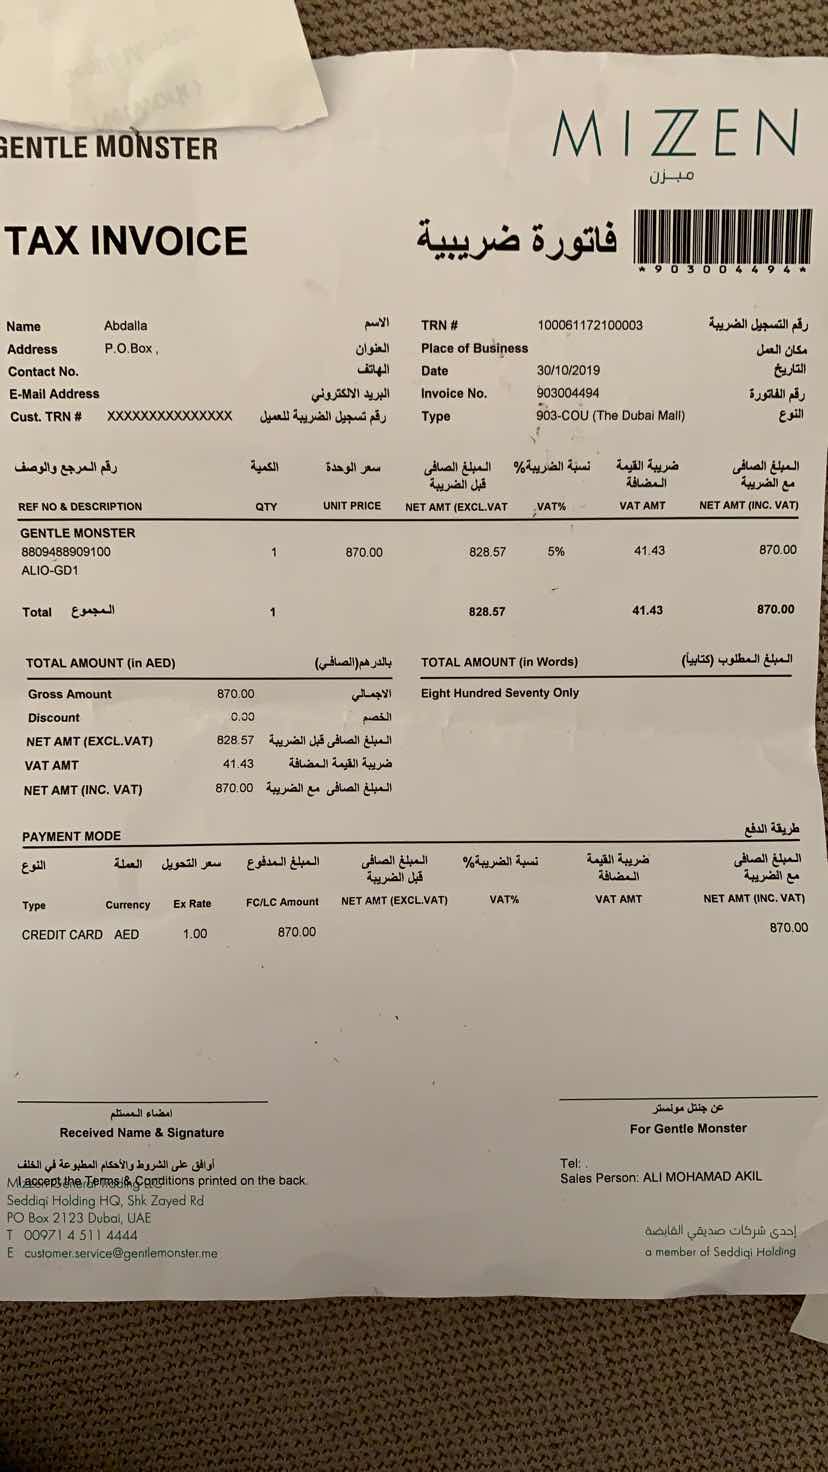 GENTLE MONSTER
MIZZEN
ميزن
TAX INVOICE
فاتورة ضريبية
*903004494*
Name Abdalla الاسم
Address P.O.Box , العنوان
Contact No. الهاتف
E-Mail Address البريد الالكتروني
Cust. TRN # XXXXXXXXXXXXXXX رقم تسجيل الضريبة للعميل
TRN # 100061172100003 رقم التسجيل الضريبة
Place of Business مكان العمل
Date 30/10/2019 التاريخ
Invoice No. 903004494 رقم الفاتورة
Type 903-COU (The Dubai Mall) النوع
رقم المرجع والوصف الكمية سعر الوحدة المبلغ الصافى قبل الضريبة نسبة الضريبة% ضريبة القيمة المضافة المبلغ الصافى مع الضريبة
REF NO & DESCRIPTION QTY UNIT PRICE NET AMT (EXCL.VAT VAT% VAT AMT NET AMT (INC. VAT)
GENTLE MONSTER
8809488909100 1 870.00 828.57 5% 41.43 870.00
ALIO-GD1
Total المجموع 1 828.57 41.43 870.00
TOTAL AMOUNT (in AED) بالدرهم(الصافي)
Gross Amount 870.00 الاجمالي
Discount 0.00 الخصم
NET AMT (EXCL.VAT) 828.57 المبلغ الصافى قبل الضريبة
VAT AMT 41.43 ضريبة القيمة المضافة
NET AMT (INC. VAT) 870.00 المبلغ الصافى مع الضريبة
TOTAL AMOUNT (in Words) المبلغ المطلوب (كتابياً)
Eight Hundred Seventy Only
PAYMENT MODE طريقة الدفع
النوع العملة سعر التحويل المبلغ المدفوع المبلغ الصافى قبل الضريبة نسبة الضريبة% ضريبة القيمة المضافة المبلغ الصافى مع الضريبة
Type Currency Ex Rate FC/LC Amount NET AMT (EXCL.VAT) VAT% VAT AMT NET AMT (INC. VAT)
CREDIT CARD AED 1.00 870.00 870.00
امضاء المستلم
Received Name & Signature
عن جنتل مونستر
For Gentle Monster
أوافق على الشروط والأحكام المطبوعة في الخلف
I accept the Terms & Conditions printed on the back.
Mizzen General Trading LLC
Seddiqi Holding HQ, Shk Zayed Rd
PO Box 2123 Dubai, UAE
T 00971 4 511 4444
E customer.service@gentlemonster.me
Tel: .
Sales Person: ALI MOHAMAD AKIL
إحدى شركات صديقي القابضة
a member of Seddiqi Holding